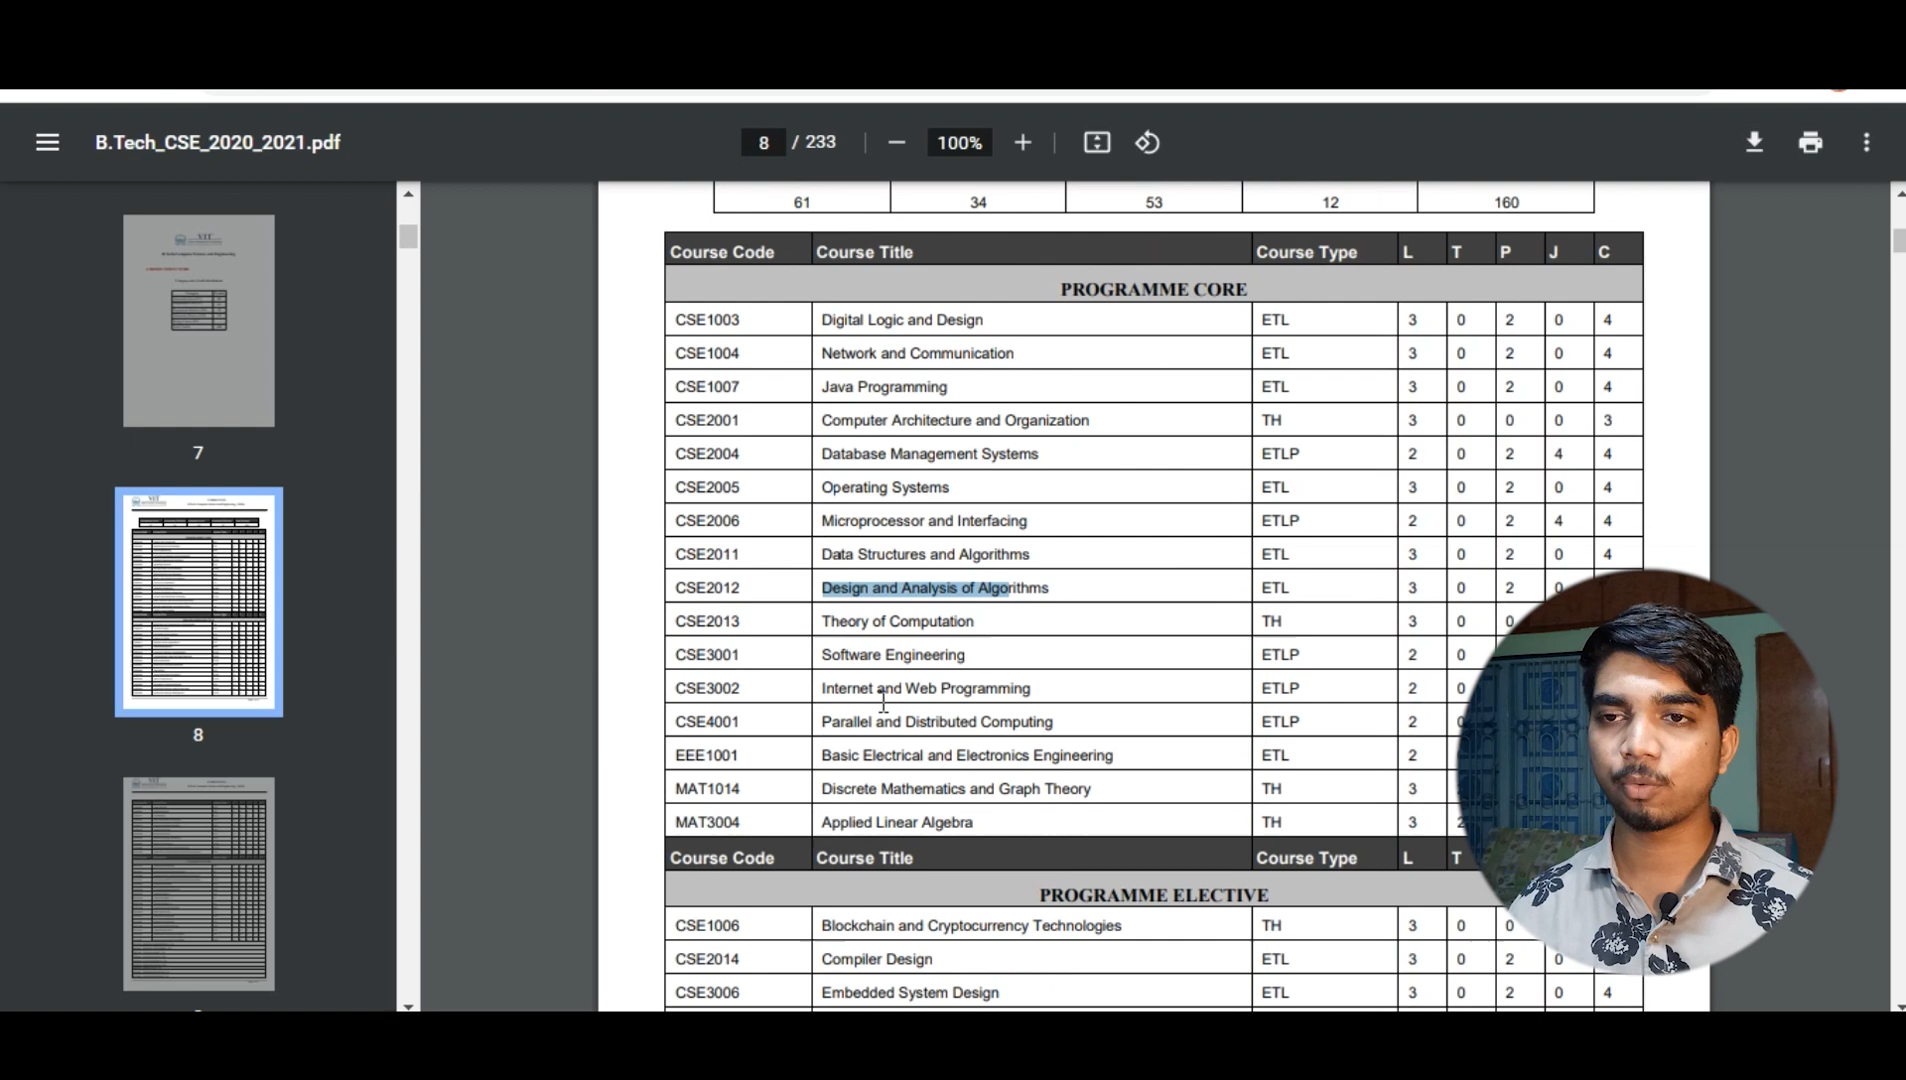 B.Tech_CSE_2020_2021.pdf
8 / 233
100%
7
8
61 34 53 12 160
Course Code Course Title Course Type L T P J C
PROGRAMME CORE
CSE1003 Digital Logic and Design ETL 3 0 2 0 4
CSE1004 Network and Communication ETL 3 0 2 0 4
CSE1007 Java Programming ETL 3 0 2 0 4
CSE2001 Computer Architecture and Organization TH 3 0 0 0 3
CSE2004 Database Management Systems ETLP 2 0 2 4 4
CSE2005 Operating Systems ETL 3 0 2 0 4
CSE2006 Microprocessor and Interfacing ETLP 2 0 2 4 4
CSE2011 Data Structures and Algorithms ETL 3 0 2 0 4
CSE2012 Design and Analysis of Algorithms ETL 3 0 2 0
CSE2013 Theory of Computation TH 3 0 0
CSE3001 Software Engineering ETLP 2 0
CSE3002 Internet and Web Programming ETLP 2 0
CSE4001 Parallel and Distributed Computing ETLP 2 0
EEE1001 Basic Electrical and Electronics Engineering ETL 2
MAT1014 Discrete Mathematics and Graph Theory TH 3
MAT3004 Applied Linear Algebra TH 3 2
Course Code Course Title Course Type L T
PROGRAMME ELECTIVE
CSE1006 Blockchain and Cryptocurrency Technologies TH 3 0 0
CSE2014 Compiler Design ETL 3 0 2 0
CSE3006 Embedded System Design ETL 3 0 2 0 4